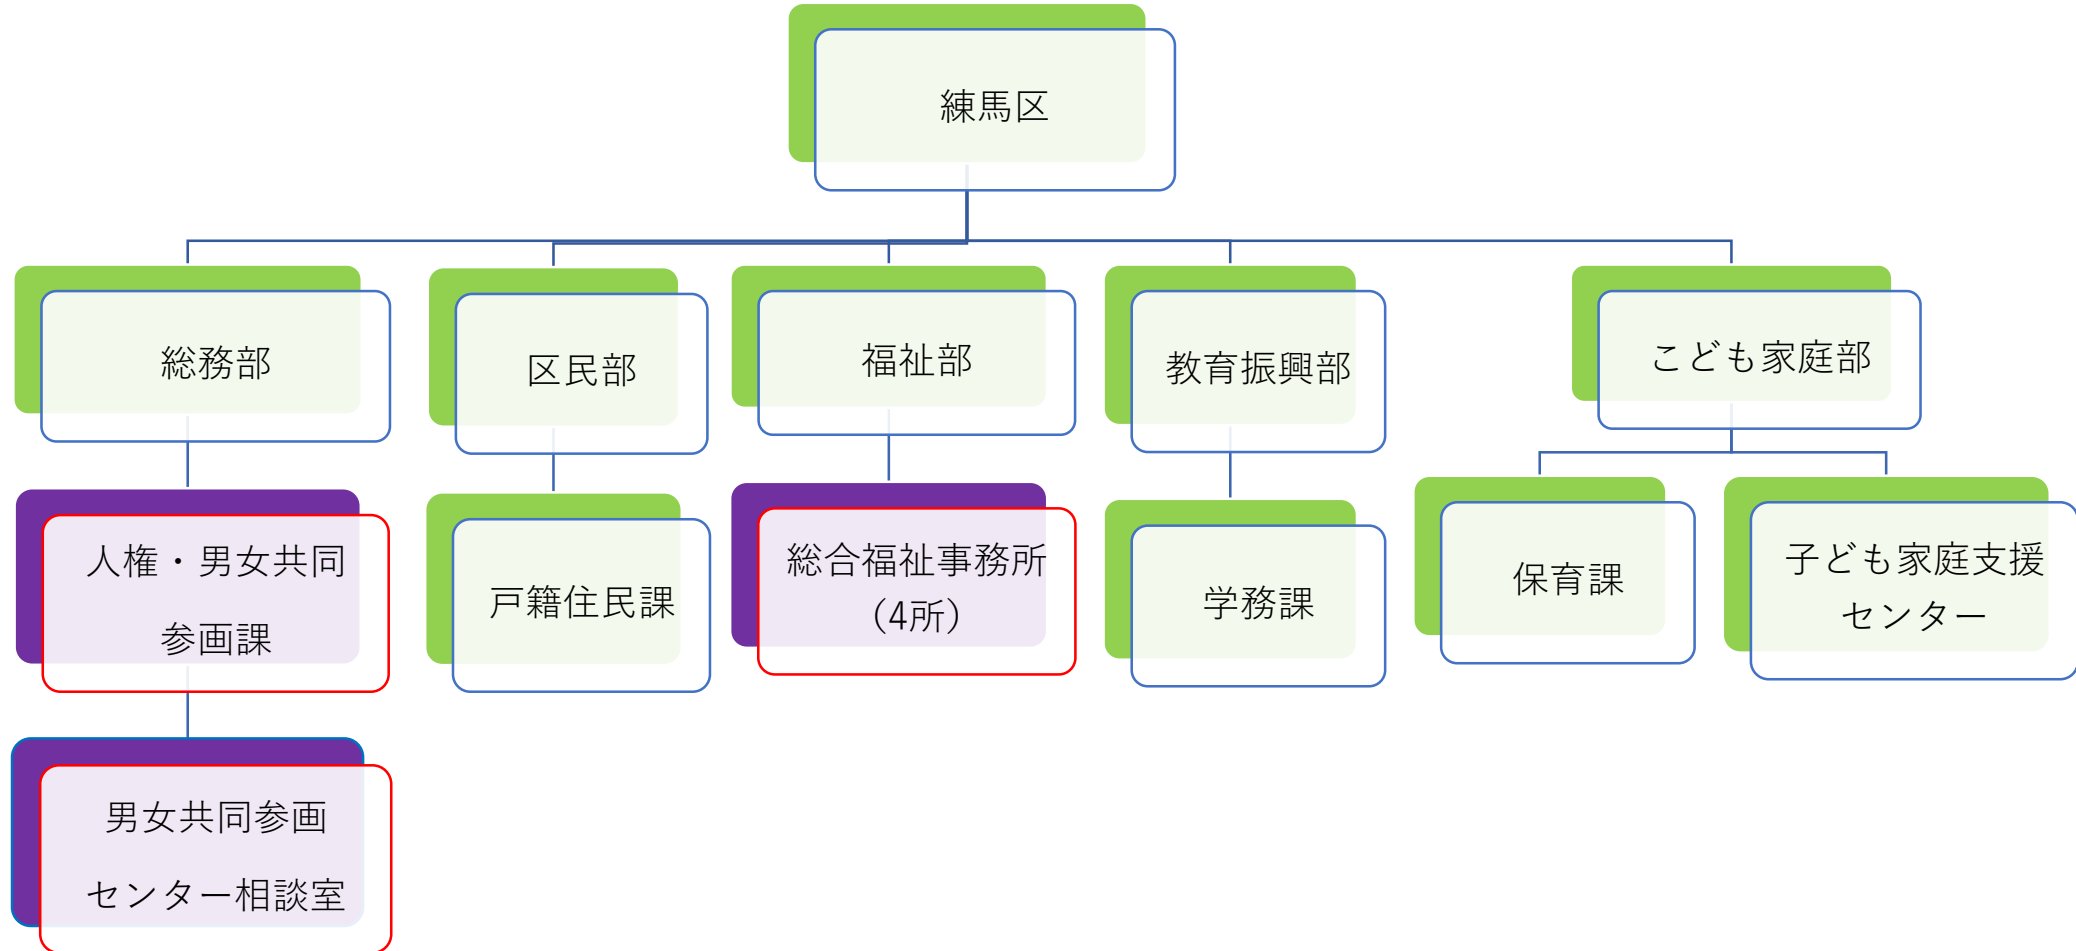 練馬区
総務部
区民部
福祉部
教育振興部
こども家庭部
人権・男女共同
参画課
戸籍住民課
総合福祉事務所
（4所）
学務課
保育課
子ども家庭支援
センター
男女共同参画
センター相談室